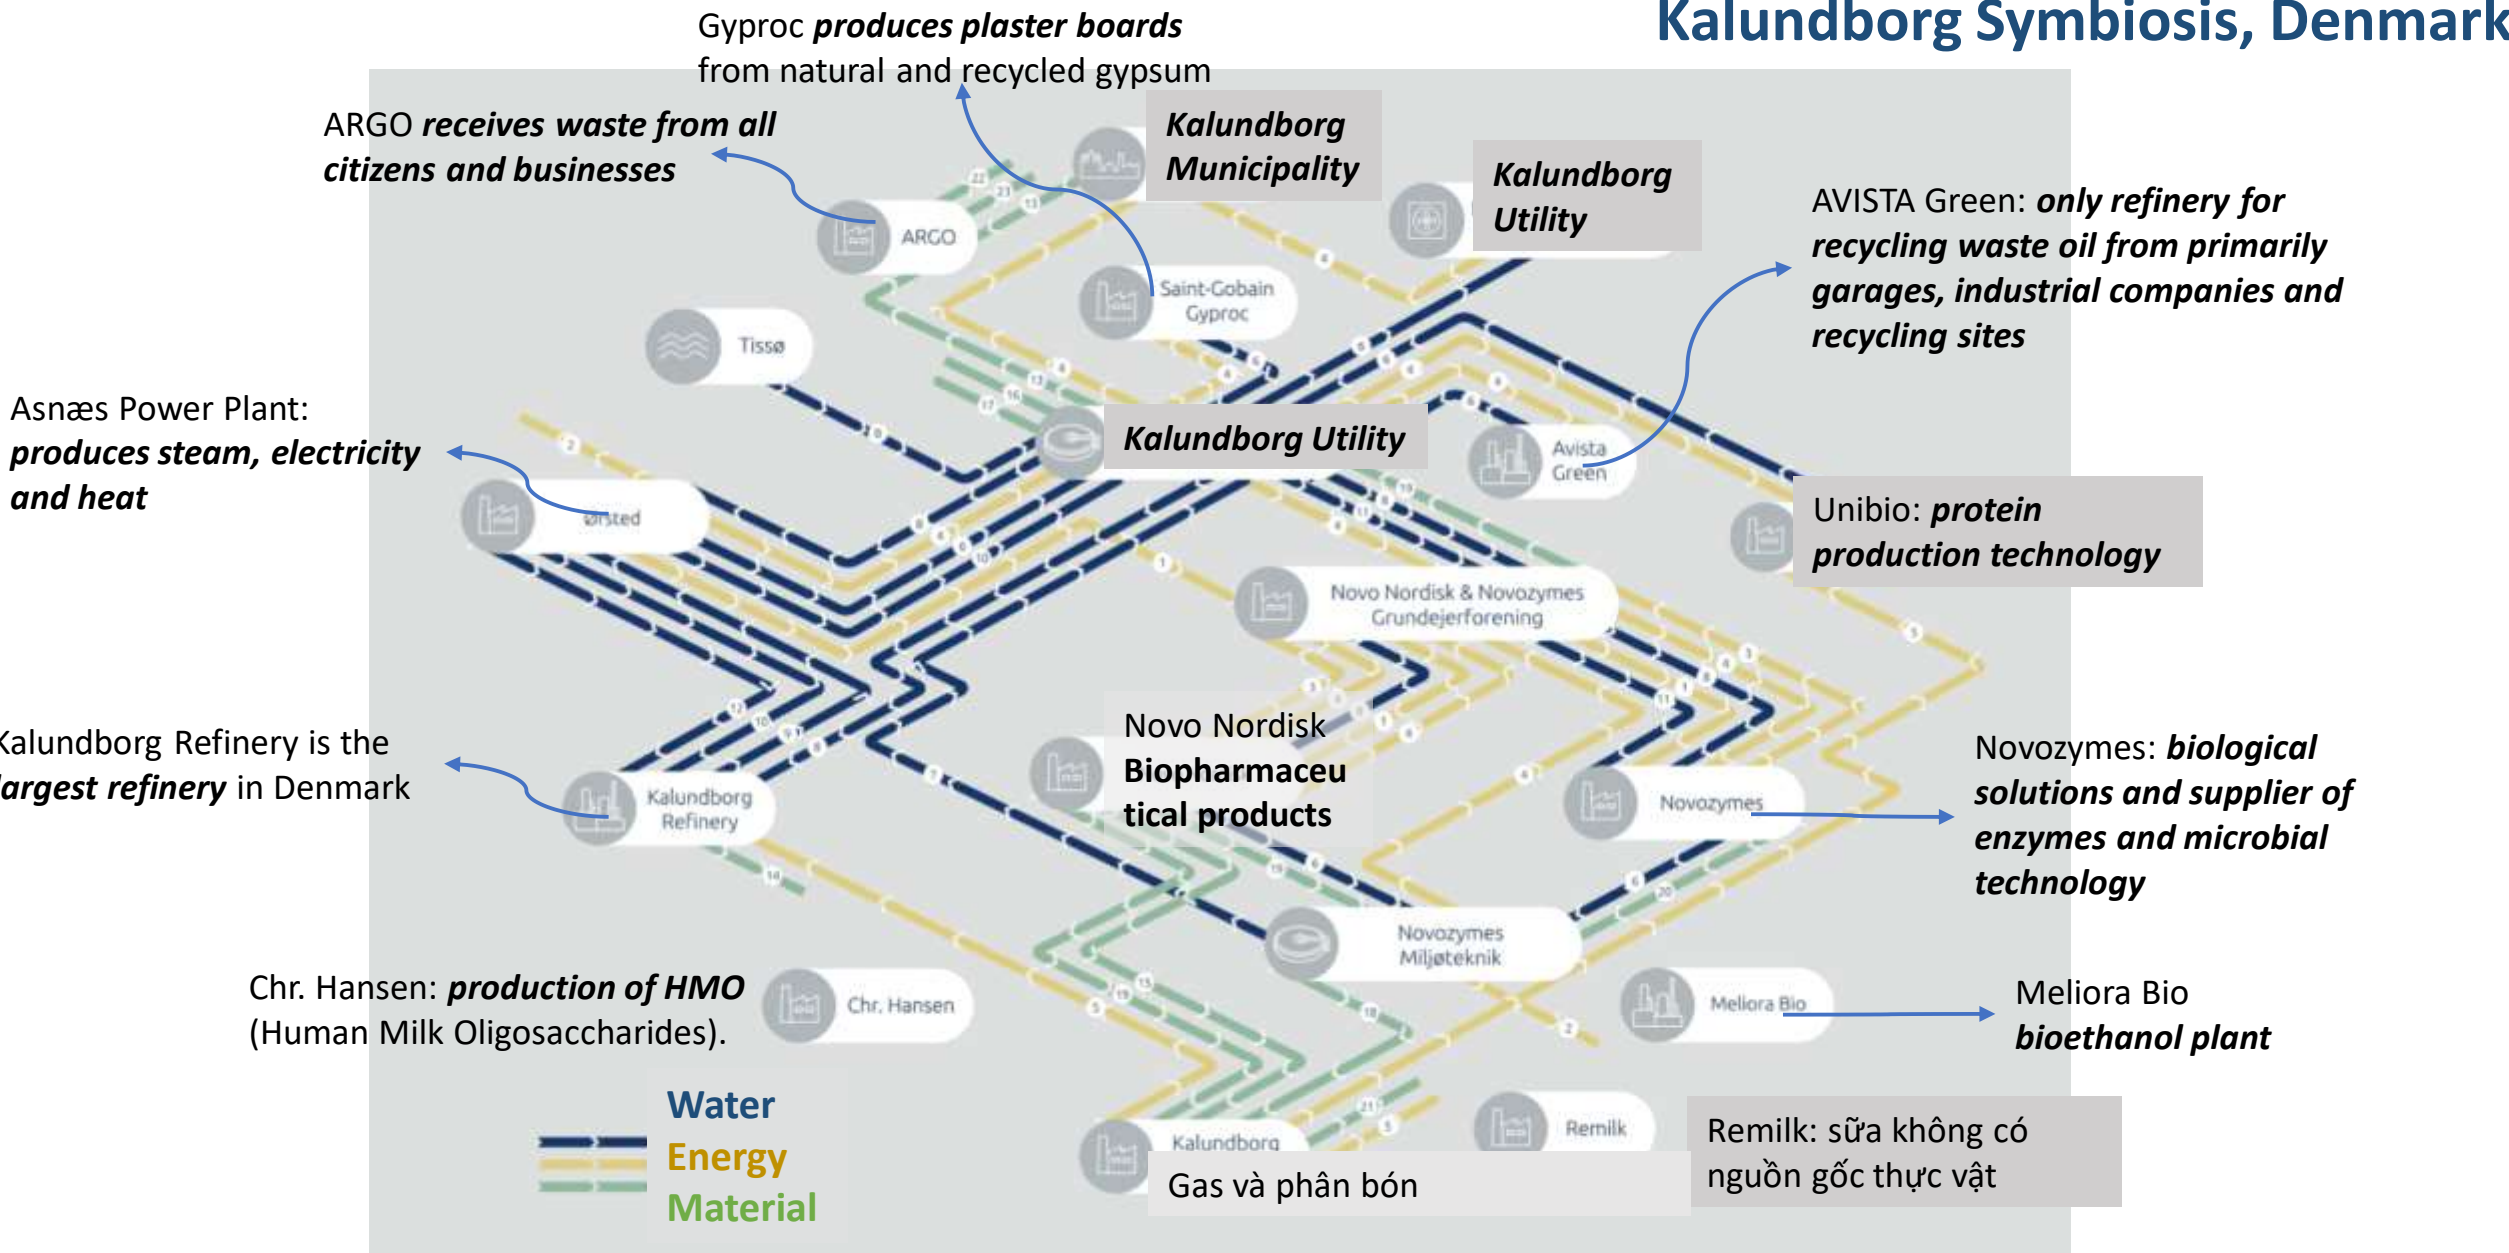 Kalundborg Symbiosis, Denmark
Gyproc produces plaster boards
from natural and recycled gypsum
ARGO receives waste from all
citizens and businesses
Kalundborg
Municipality
Kalundborg
Utility
AVISTA Green: only refinery for
recycling waste oil from primarily
garages, industrial companies and
recycling sites
ARGO
Saint-Gobain
Gyproc
Tissø
Asnæs Power Plant:
produces steam, electricity
and heat
Kalundborg Utility
Avista
Green
Ørsted
Unibio: protein
production technology
Novo Nordisk & Novozymes
Grundejerforening
Kalundborg Refinery is the
largest refinery in Denmark
Kalundborg
Refinery
Novo Nordisk
Biopharmaceu
tical products
Novozymes
Novozymes: biological
solutions and supplier of
enzymes and microbial
technology
Novozymes
Miljøteknik
Chr. Hansen: production of HMO
(Human Milk Oligosaccharides).
Chr. Hansen
Meliora Bio
Meliora Bio
bioethanol plant
Water
Energy
Material
Kalundborg
Gas và phân bón
Remilk
Remilk: sữa không có
nguồn gốc thực vật